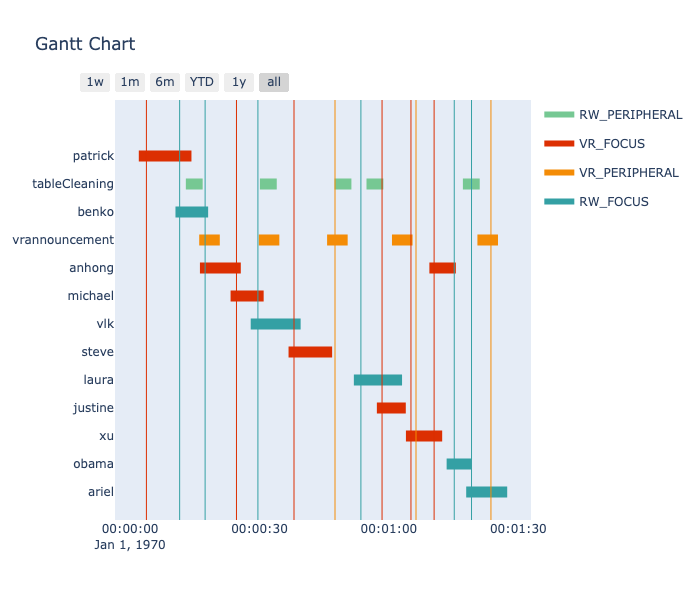 Gantt Chart
1w 1m 6m YTD 1y all
RW_PERIPHERAL
VR_FOCUS
VR_PERIPHERAL
RW_FOCUS
patrick
tableCleaning
benko
vrannouncement
anhong
michael
vlk
steve
laura
justine
xu
obama
ariel
00:00:00 00:00:30 00:01:00 00:01:30
Jan 1, 1970